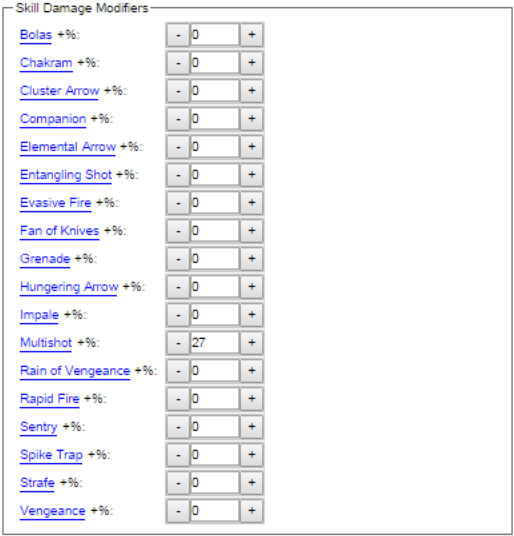 Skill Damage Modifiers
Bolas +%: - 0 +
Chakram +%: - 0 +
Cluster Arrow +%: - 0 +
Companion +%: - 0 +
Elemental Arrow +%: - 0 +
Entangling Shot +%: - 0 +
Evasive Fire +%: - 0 +
Fan of Knives +%: - 0 +
Grenade +%: - 0 +
Hungering Arrow +%: - 0 +
Impale +%: - 0 +
Multishot +%: - 27 +
Rain of Vengeance +%: - 0 +
Rapid Fire +%: - 0 +
Sentry +%: - 0 +
Spike Trap +%: - 0 +
Strafe +%: - 0 +
Vengeance +%: - 0 +